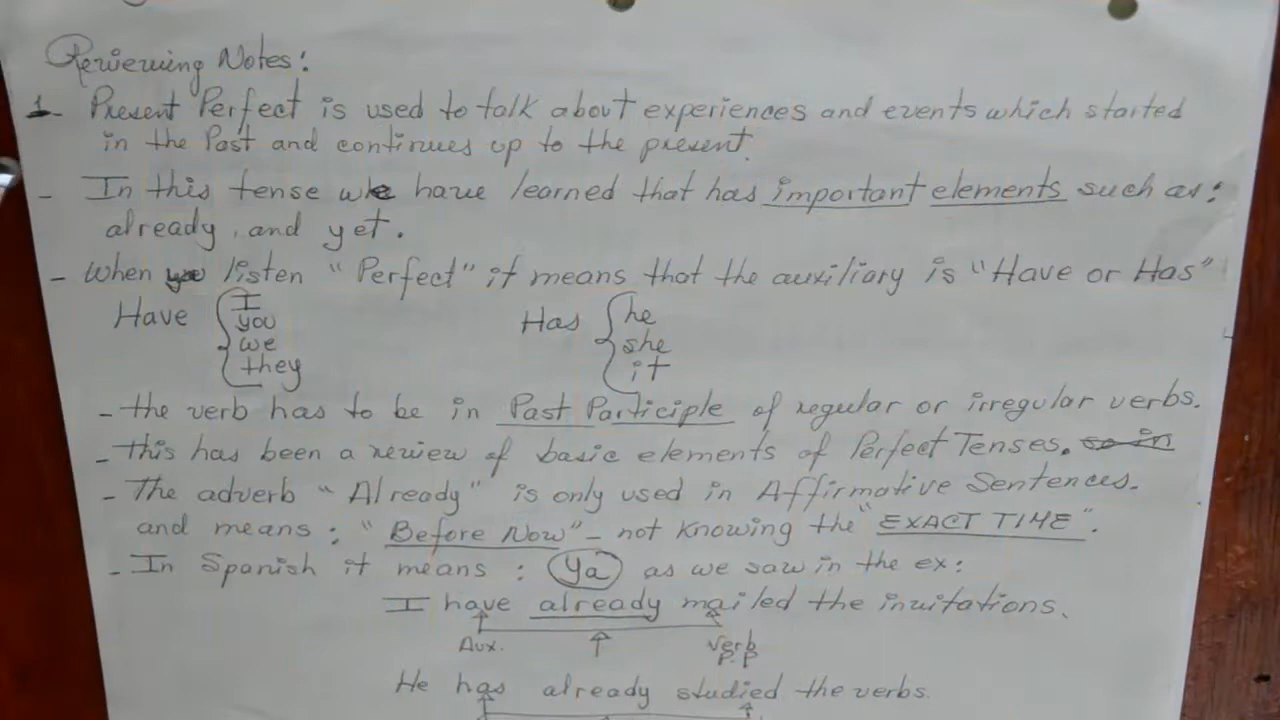 Reviewing Notes:
1- Present Perfect is used to talk about experiences and events which started
in the Past and continues up to the present.
- In this tense we have learned that has important elements such as:
already, and yet.
- When you listen "Perfect" it means that the auxiliary is "Have or Has"
Have { I Has { he
you she
we it
they
- the verb has to be in Past Participle of regular or irregular verbs.
- This has been a review of basic elements of Perfect Tenses. so in
- The adverb "Already" is only used in Affirmative Sentences.
and means: "Before Now" - not knowing the "EXACT TIME".
- In Spanish it means: Ya as we saw in the ex:
I have already mailed the invitations.
Aux. Verb
P.P
He has already studied the verbs.